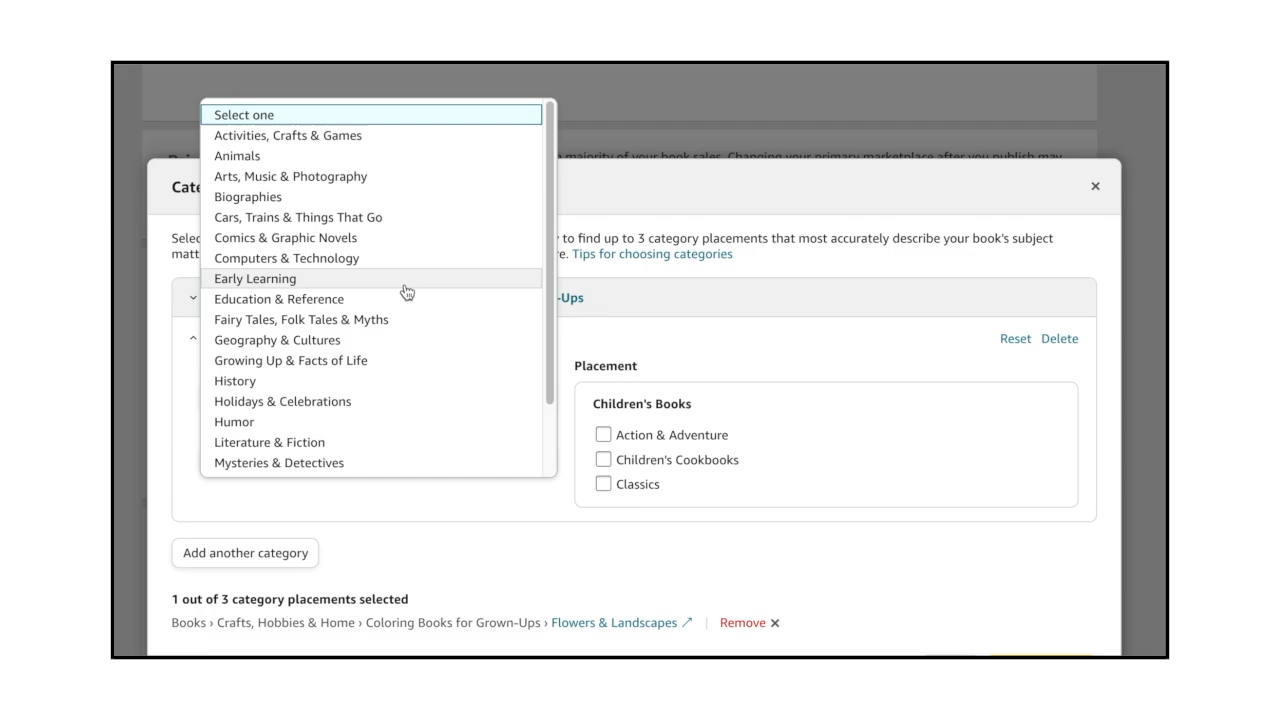 Select one
Activities, Crafts & Games
Animals
Arts, Music & Photography
Biographies
Cars, Trains & Things That Go
Comics & Graphic Novels
Computers & Technology
Early Learning
Education & Reference
Fairy Tales, Folk Tales & Myths
Geography & Cultures
Growing Up & Facts of Life
History
Holidays & Celebrations
Humor
Literature & Fiction
Mysteries & Detectives
majority of your book sales. Changing your primary marketplace after you publish may
Cate
Selec
to find up to 3 category placements that most accurately describe your book's subject
matt
e. Tips for choosing categories
-Ups
Reset Delete
Placement
Children's Books
Action & Adventure
Children's Cookbooks
Classics
Add another category
1 out of 3 category placements selected
Books › Crafts, Hobbies & Home › Coloring Books for Grown-Ups › Flowers & Landscapes | Remove